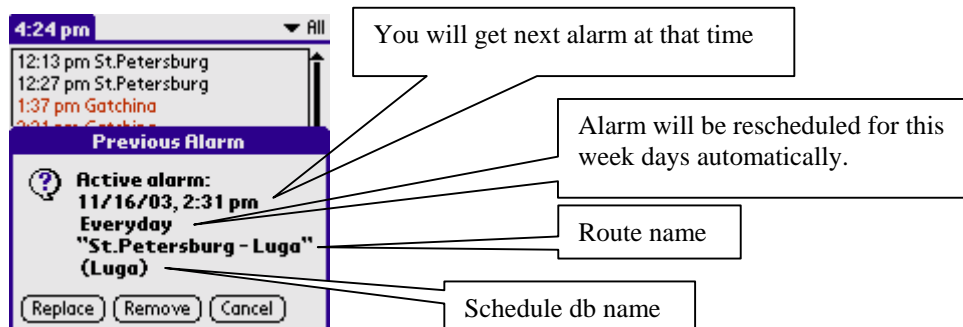 4:24 pm
All
12:13 pm St.Petersburg
12:27 pm St.Petersburg
1:37 pm Gatchina
Previous Alarm
Active alarm:
11/16/03, 2:31 pm
Everyday
"St.Petersburg - Luga"
(Luga)
Replace
Remove
Cancel
You will get next alarm at that time
Alarm will be rescheduled for this
week days automatically.
Route name
Schedule db name